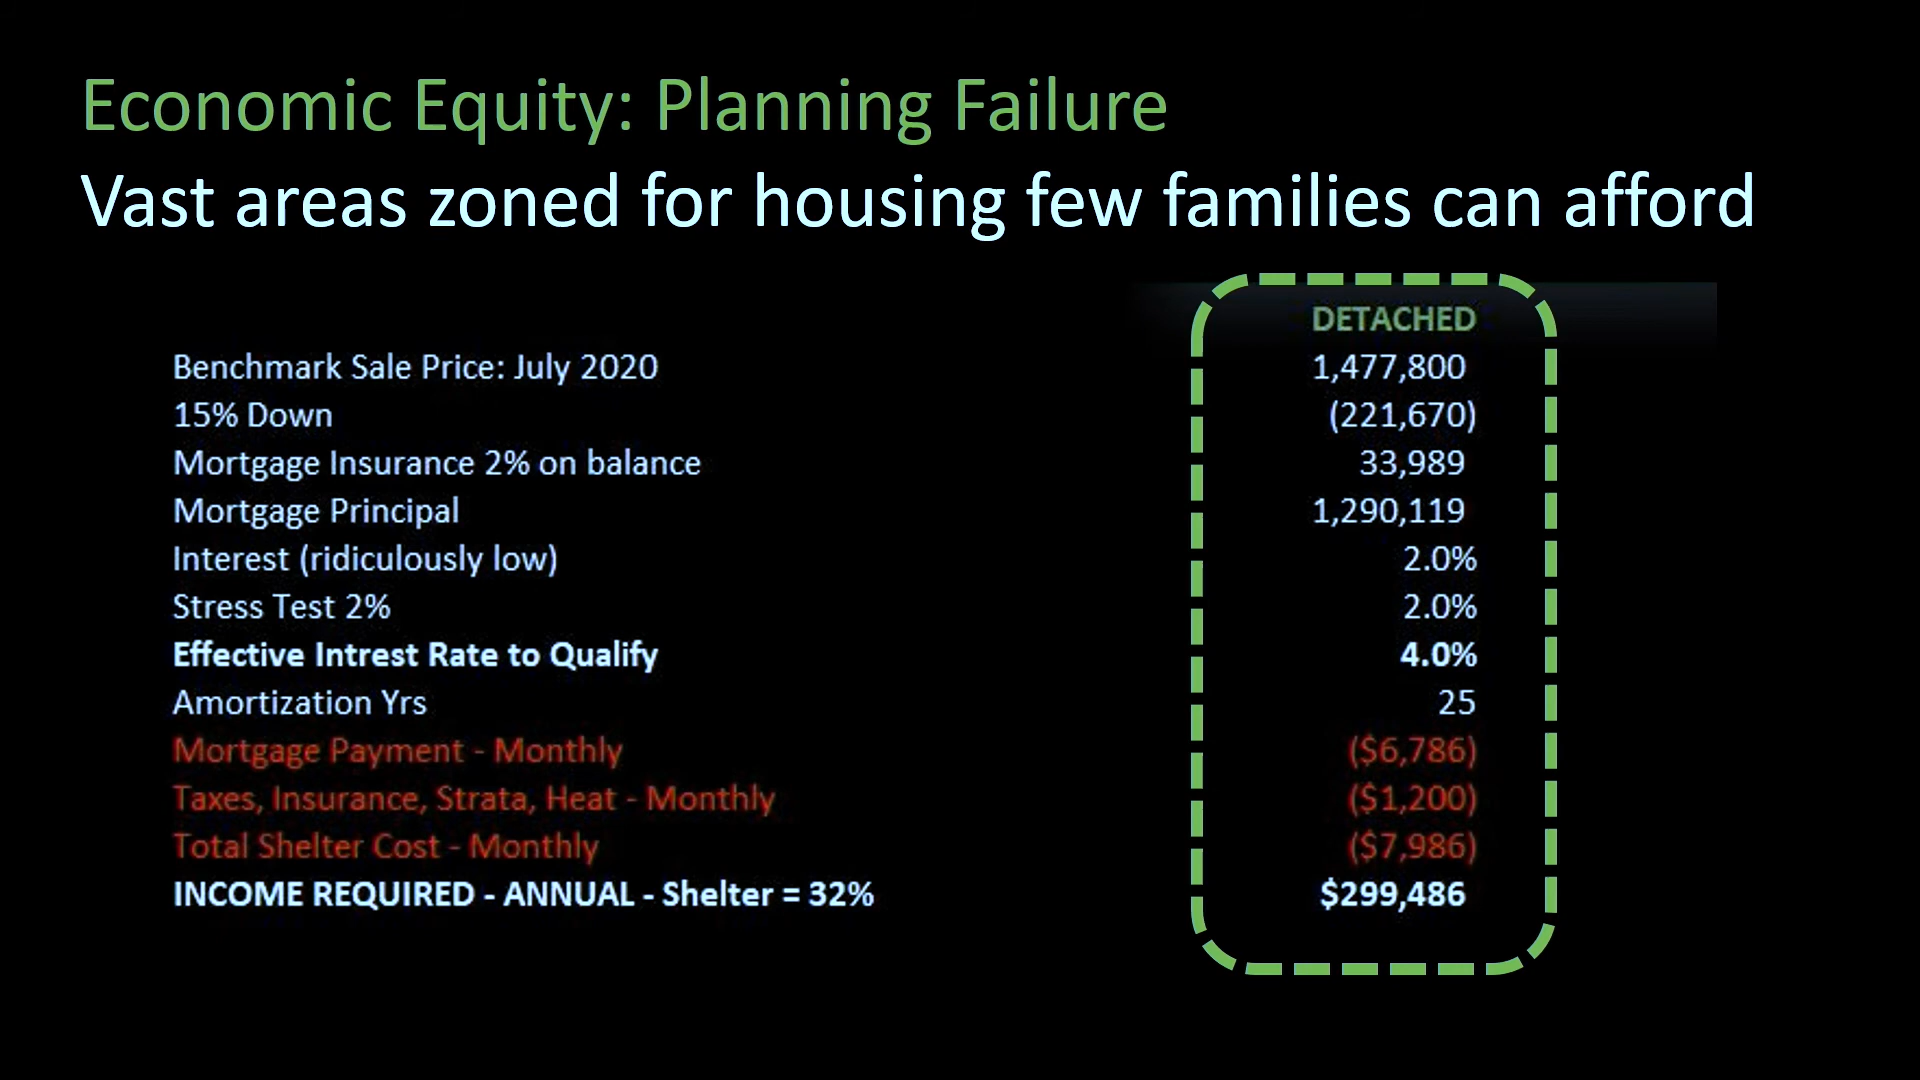 Economic Equity: Planning Failure
Vast areas zoned for housing few families can afford
DETACHED
Benchmark Sale Price: July 2020 1,477,800
15% Down (221,670)
Mortgage Insurance 2% on balance 33,989
Mortgage Principal 1,290,119
Interest (ridiculously low) 2.0%
Stress Test 2% 2.0%
Effective Intrest Rate to Qualify 4.0%
Amortization Yrs 25
Mortgage Payment - Monthly ($6,786)
Taxes, Insurance, Strata, Heat - Monthly ($1,200)
Total Shelter Cost - Monthly ($7,986)
INCOME REQUIRED - ANNUAL - Shelter = 32% $299,486